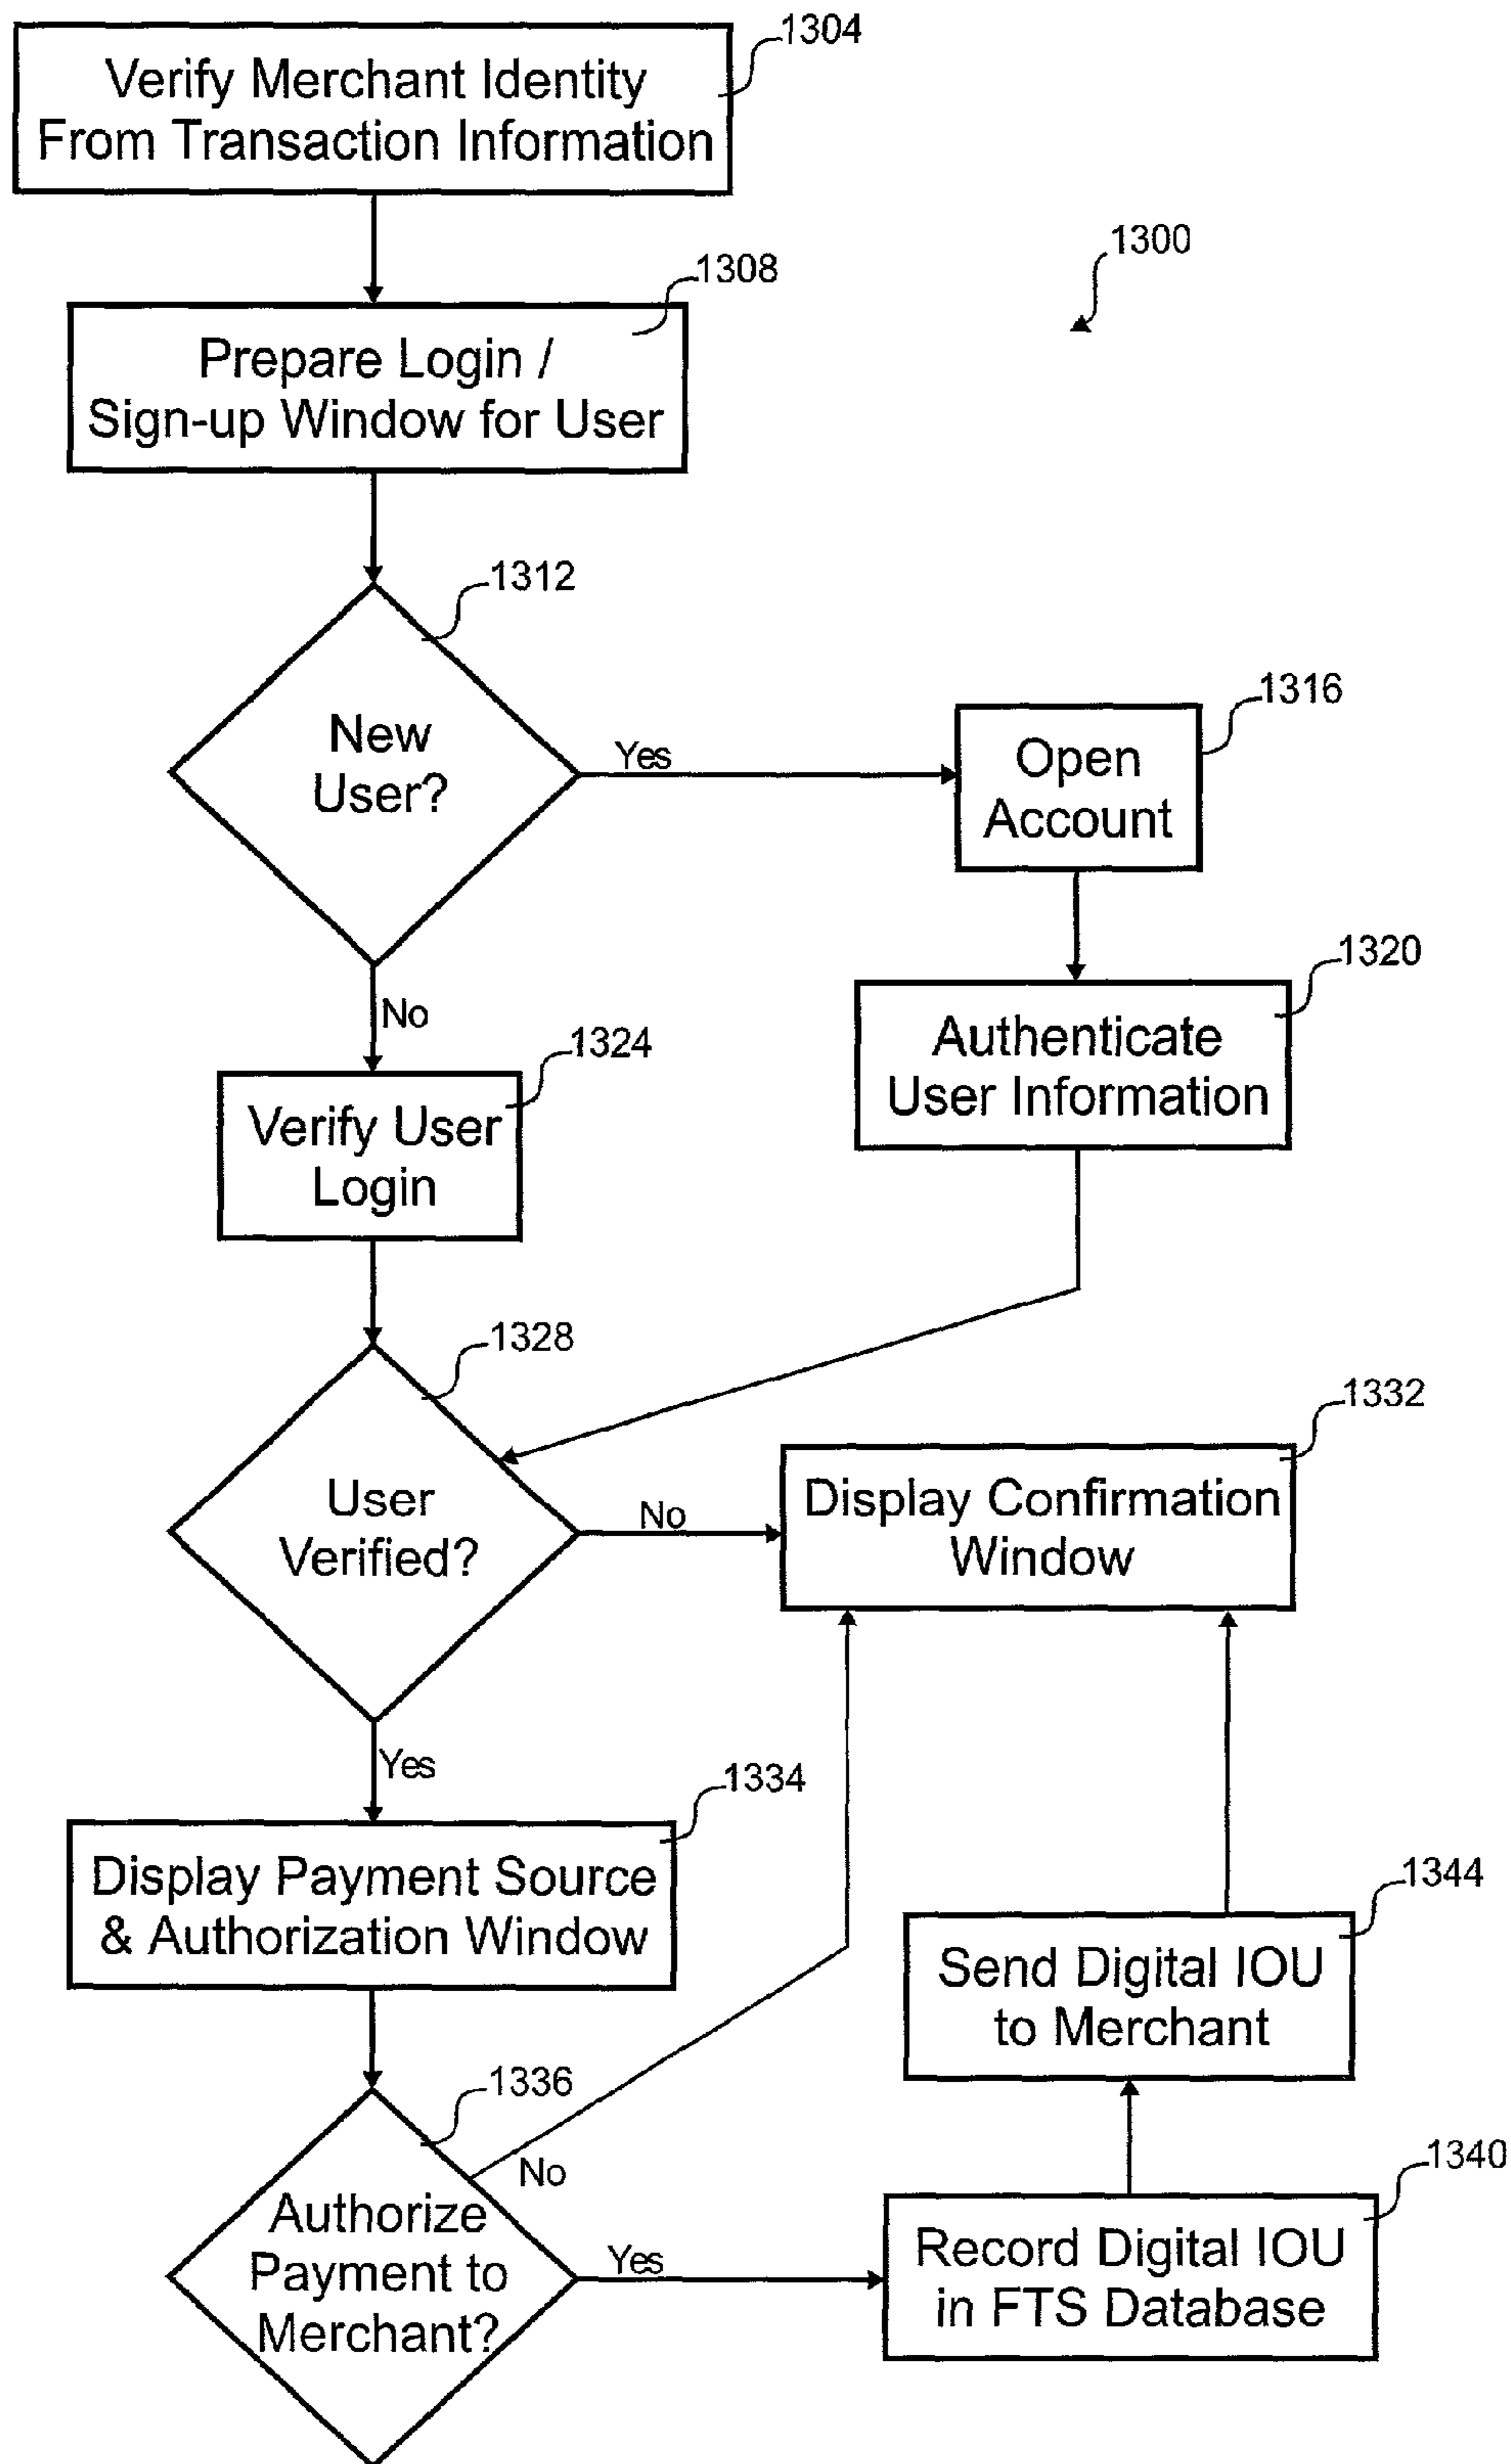 1304
Verify Merchant Identity
From Transaction Information
1300
1308
Prepare Login /
Sign-up Window for User
1312
New
User?
Yes
1316
Open
Account
No
1320
Authenticate
User Information
1324
Verify User
Login
1328
User
Verified?
No
1332
Display Confirmation
Window
Yes
1334
Display Payment Source
& Authorization Window
1344
Send Digital IOU
to Merchant
1336
No
Authorize
Payment to
Merchant?
Yes
1340
Record Digital IOU
in FTS Database